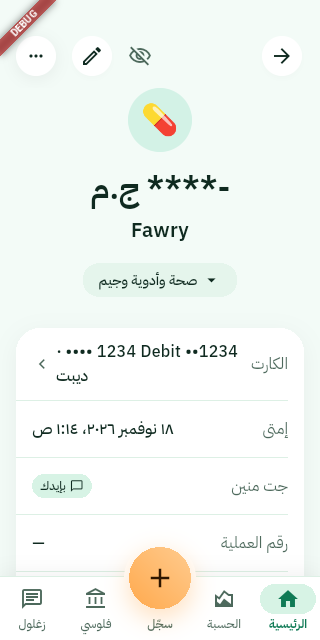 DEBUG
-**** ج.م
Fawry
صحة وأدوية وجيم
الكارت
1234 Debit ••1234 •••• ·
ديبت
إمتى
١٨ نوفمبر ٢٠٢٦، ١:١٤ ص
جت منين
بإيدك
رقم العملية
—
الرئيسية
الحسبة
سجّل
فلوسي
زغلول